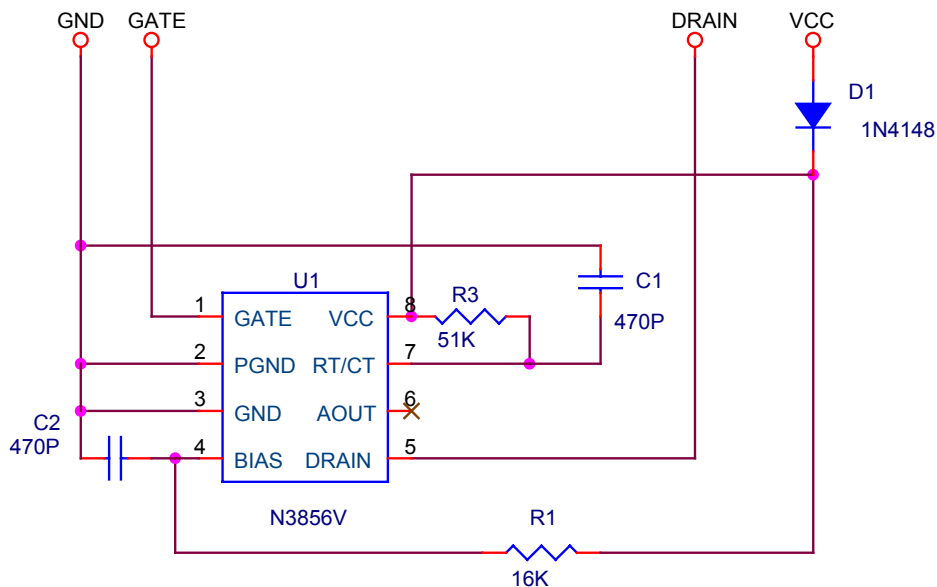 GND GATE DRAIN VCC
D1
1N4148
U1
C1
470P
R3
51K
1 GATE VCC 8
2 PGND RT/CT 7
3 GND AOUT 6
4 BIAS DRAIN 5
C2
470P
N3856V
R1
16K